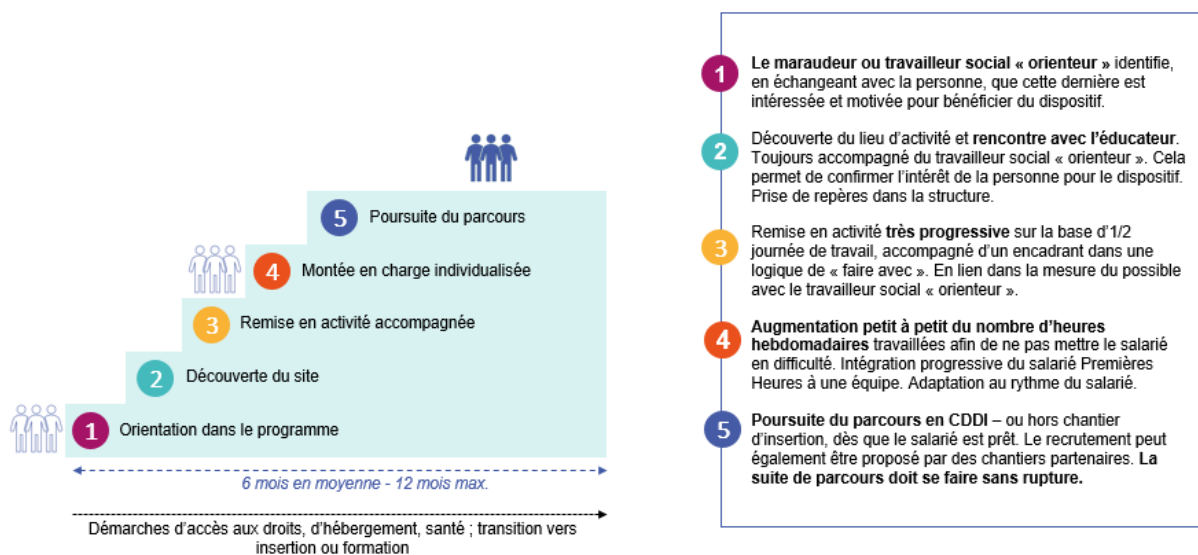 5 Poursuite du parcours
4 Montée en charge individualisée
3 Remise en activité accompagnée
2 Découverte du site
1 Orientation dans le programme
6 mois en moyenne - 12 mois max.
Démarches d'accès aux droits, d'hébergement, santé ; transition vers
insertion ou formation
1
Le maraudeur ou travailleur social « orienteur » identifie,
en échangeant avec la personne, que cette dernière est
intéressée et motivée pour bénéficier du dispositif.
2
Découverte du lieu d'activité et rencontre avec l'éducateur.
Toujours accompagné du travailleur social « orienteur ». Cela
permet de confirmer l'intérêt de la personne pour le dispositif.
Prise de repères dans la structure.
3
Remise en activité très progressive sur la base d'1/2
journée de travail, accompagné d'un encadrant dans une
logique de « faire avec ». En lien dans la mesure du possible
avec le travailleur social « orienteur ».
4
Augmentation petit à petit du nombre d'heures
hebdomadaires travaillées afin de ne pas mettre le salarié
en difficulté. Intégration progressive du salarié Premières
Heures à une équipe. Adaptation au rythme du salarié.
5
Poursuite du parcours en CDDI – ou hors chantier
d'insertion, dès que le salarié est prêt. Le recrutement peut
également être proposé par des chantiers partenaires. La
suite de parcours doit se faire sans rupture.